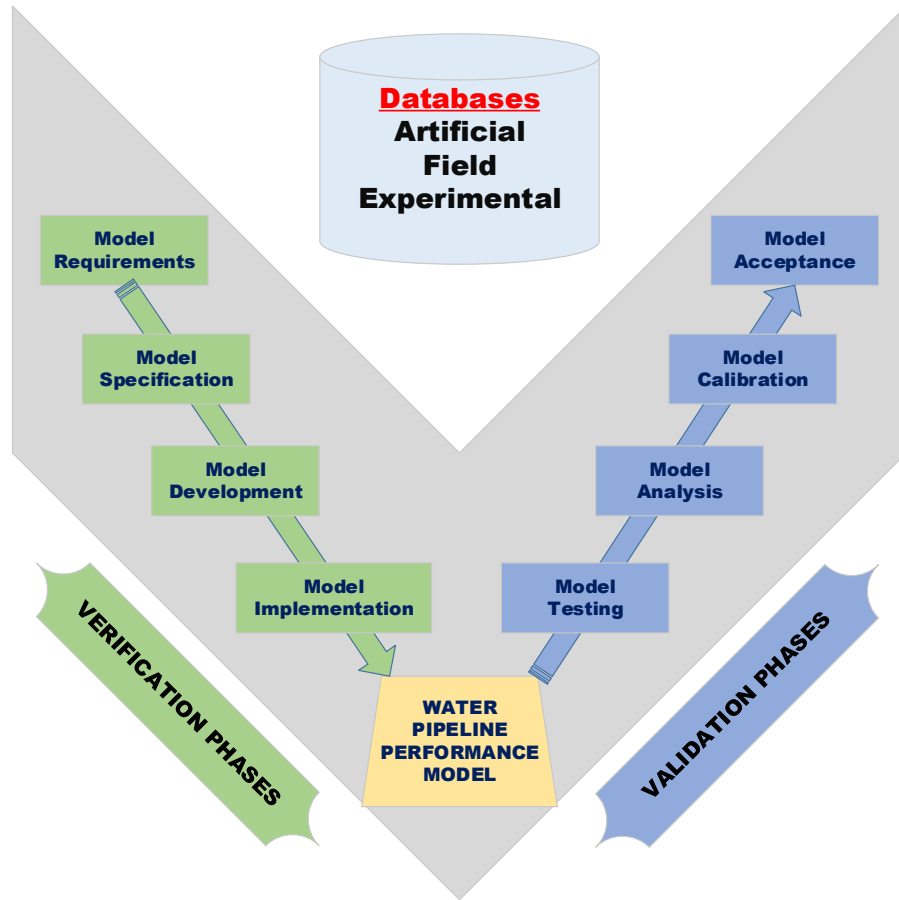 Databases
Artificial
Field
Experimental
Model
Requirements
Model
Specification
Model
Development
Model
Implementation
WATER
PIPELINE
PERFORMANCE
MODEL
Model
Testing
Model
Analysis
Model
Calibration
Model
Acceptance
VERIFICATION PHASES
VALIDATION PHASES